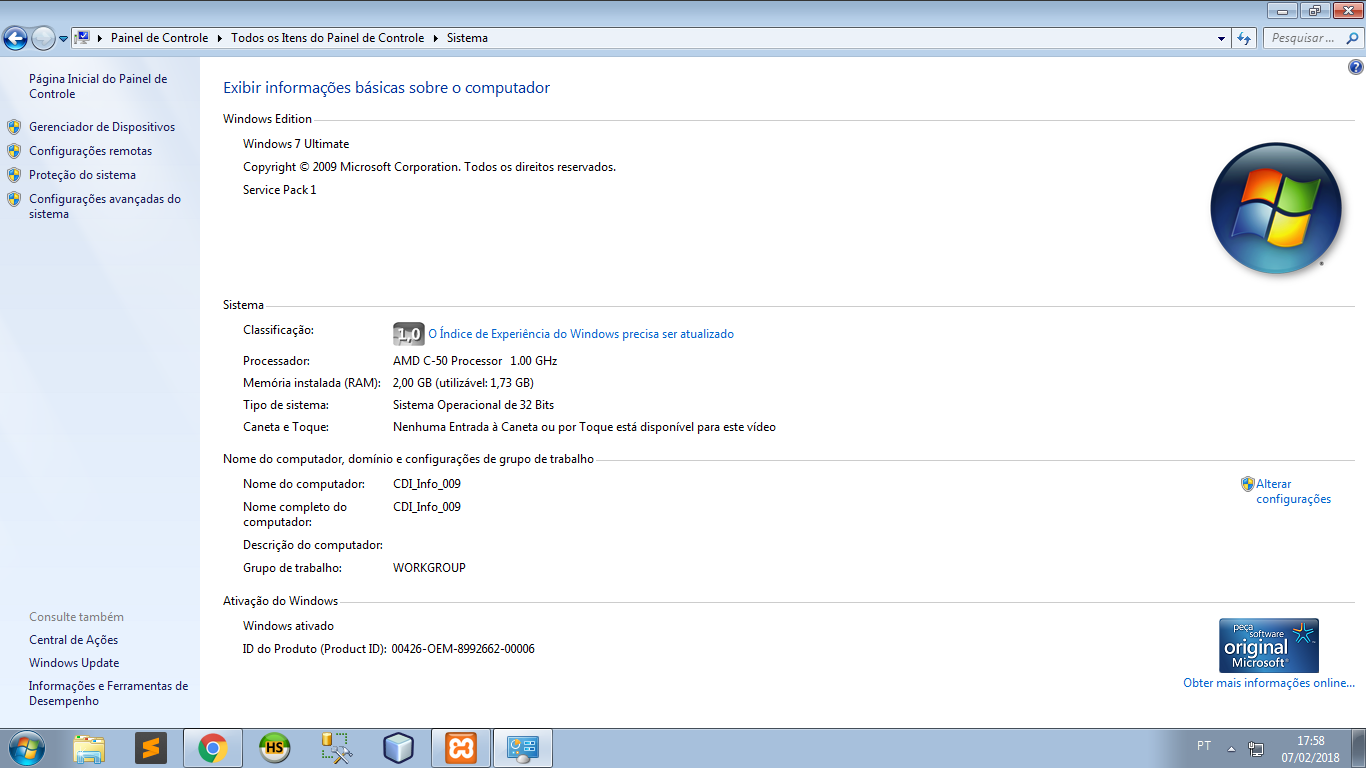 Painel de Controle
Todos os Itens do Painel de Controle
Sistema
Pesquisar ...
Página Inicial do Painel de
Controle
Gerenciador de Dispositivos
Configurações remotas
Proteção do sistema
Configurações avançadas do
sistema
Exibir informações básicas sobre o computador
Windows Edition
Windows 7 Ultimate
Copyright © 2009 Microsoft Corporation. Todos os direitos reservados.
Service Pack 1
Sistema
Classificação: 1,0 O Índice de Experiência do Windows precisa ser atualizado
Processador: AMD C-50 Processor 1.00 GHz
Memória instalada (RAM): 2,00 GB (utilizável: 1,73 GB)
Tipo de sistema: Sistema Operacional de 32 Bits
Caneta e Toque: Nenhuma Entrada à Caneta ou por Toque está disponível para este vídeo
Nome do computador, domínio e configurações de grupo de trabalho
Nome do computador: CDI_Info_009
Alterar
configurações
Nome completo do
computador: CDI_Info_009
Descrição do computador:
Grupo de trabalho: WORKGROUP
Ativação do Windows
Windows ativado
ID do Produto (Product ID): 00426-OEM-8992662-00006
peça
software
original
Microsoft
Obter mais informações online...
Consulte também
Central de Ações
Windows Update
Informações e Ferramentas de
Desempenho
HS
PT
17:58
07/02/2018